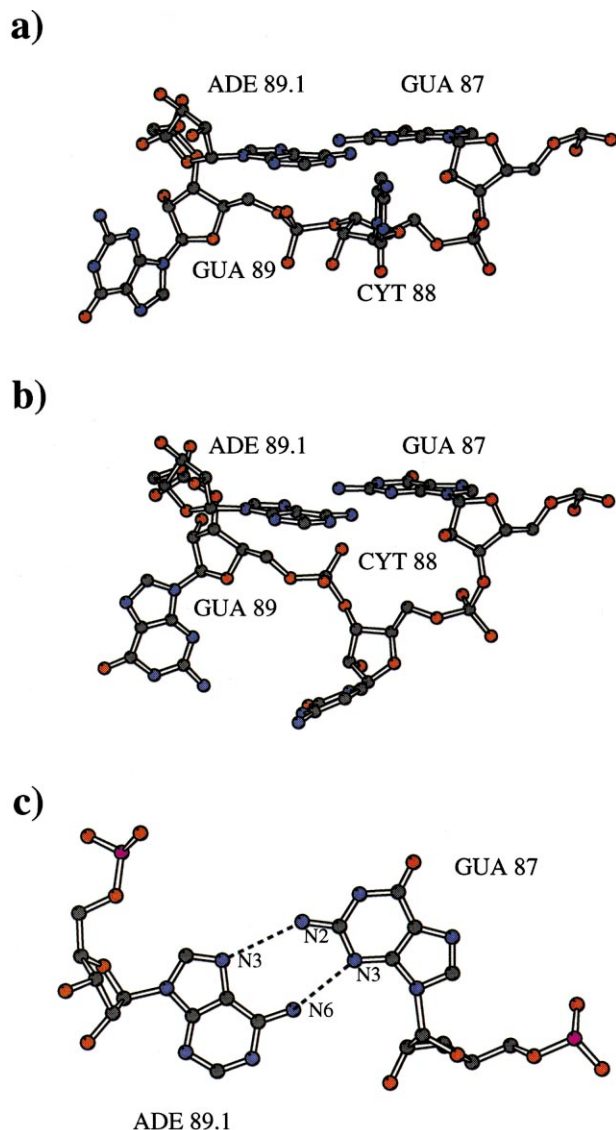 a)
ADE 89.1 GUA 87
GUA 89
CYT 88
b)
ADE 89.1 GUA 87
CYT 88
GUA 89
c)
GUA 87
N3 N2
N3
N6
ADE 89.1